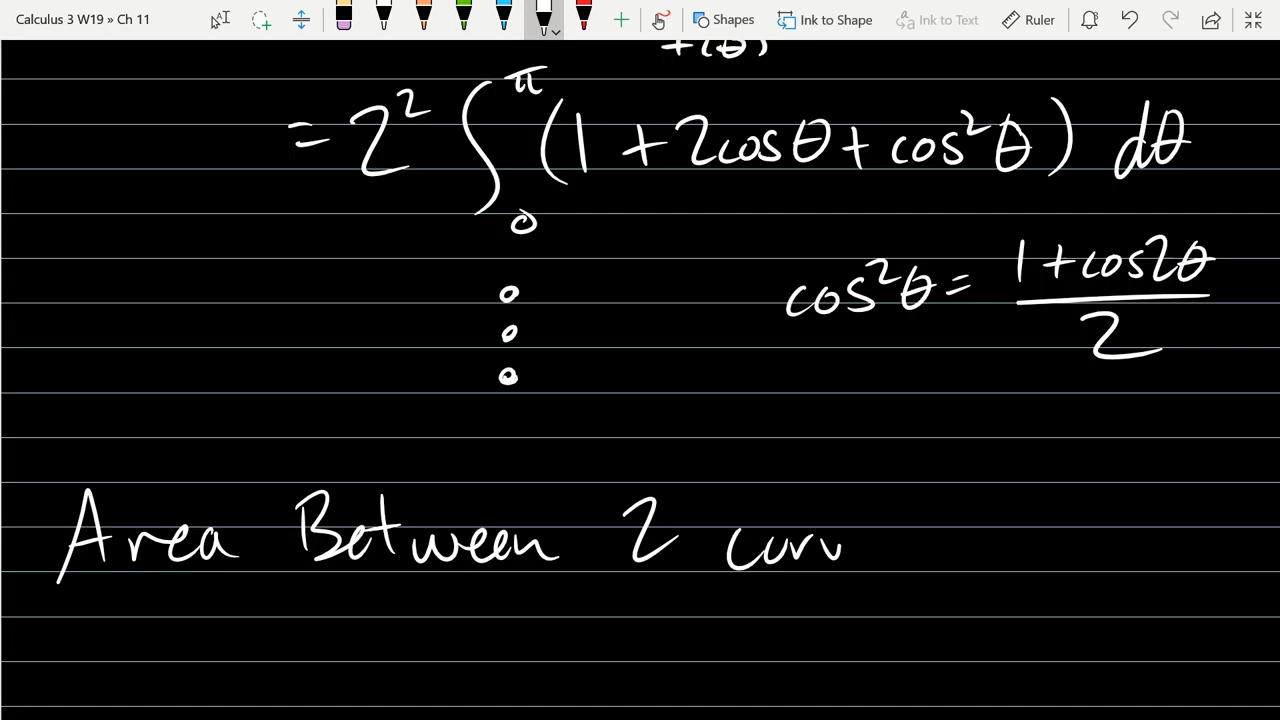 Calculus 3 W19 » Ch 11
Shapes
Ink to Shape
Ink to Text
Ruler
= 2² ∫₀^π (1 + 2cosθ + cos²θ) dθ
cos²θ = (1 + cos2θ)/2
Area Between 2 curv